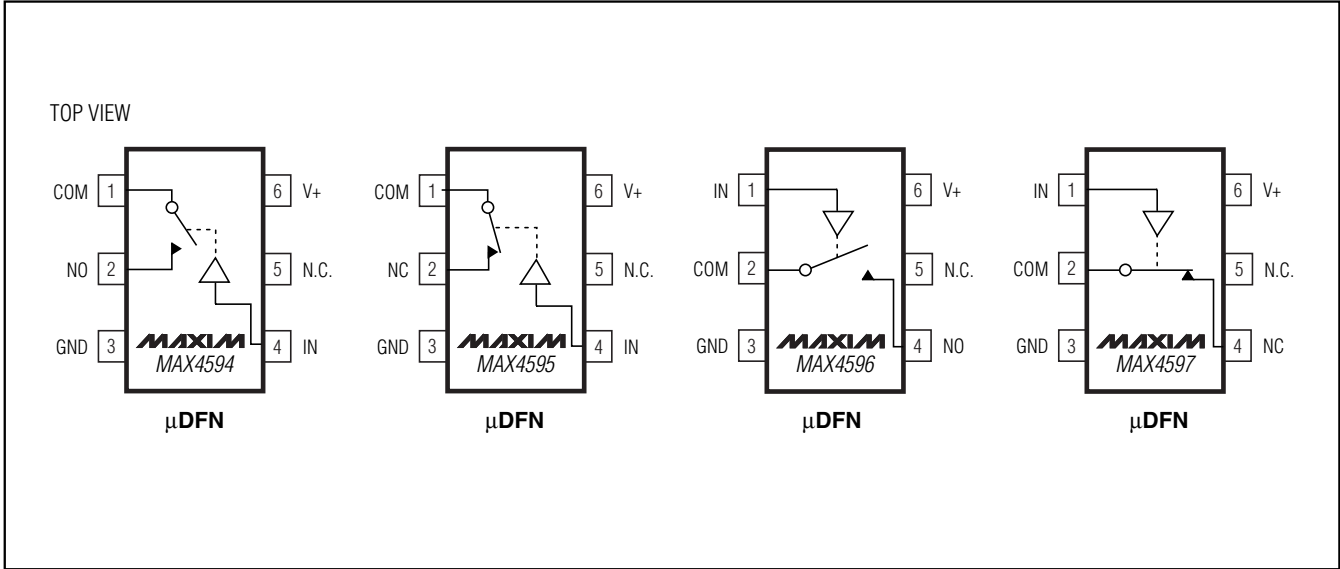 TOP VIEW
COM 1 6 V+
NO 2 5 N.C.
GND 3 4 IN
MAXIM
MAX4594
µDFN
COM 1 6 V+
NC 2 5 N.C.
GND 3 4 IN
MAXIM
MAX4595
µDFN
IN 1 6 V+
COM 2 5 N.C.
GND 3 4 NO
MAXIM
MAX4596
µDFN
IN 1 6 V+
COM 2 5 N.C.
GND 3 4 NC
MAXIM
MAX4597
µDFN